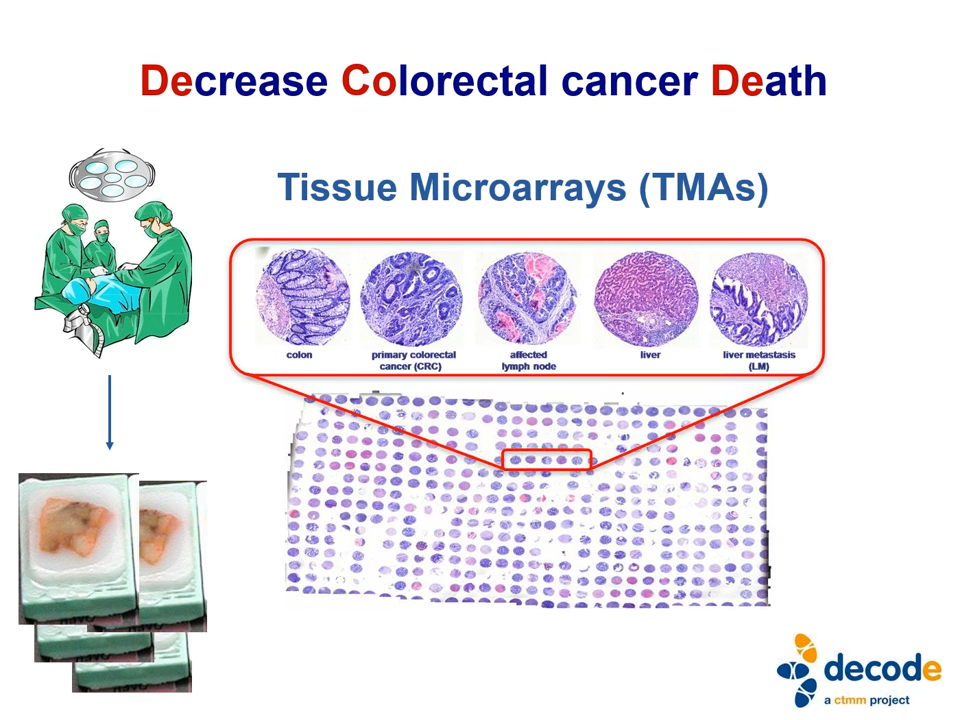 Decrease Colorectal cancer Death
Tissue Microarrays (TMAs)
colon
primary colorectal
cancer (CRC)
affected
lymph node
liver
liver metastasis
(LM)
decode
a ctmm project